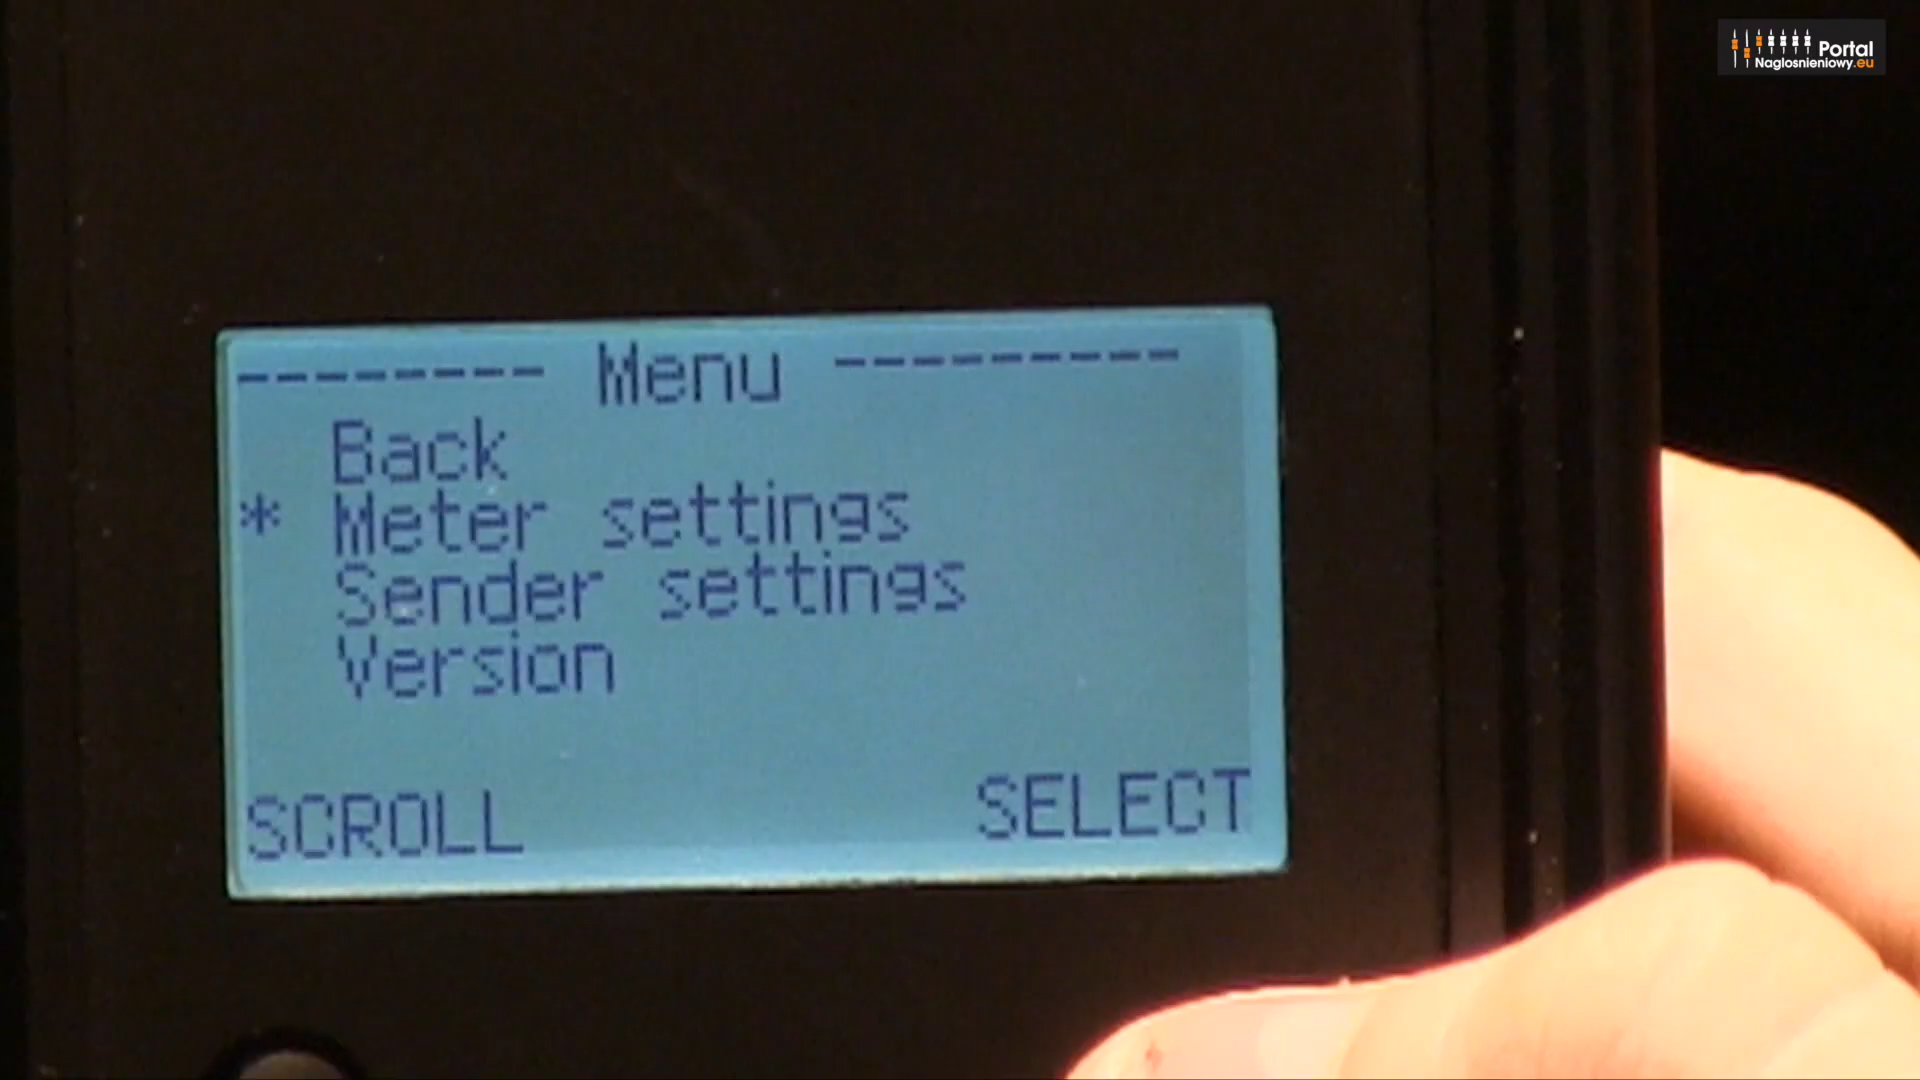 -------- Menu ---------
Back
* Meter settings
Sender settings
Version
SCROLL SELECT
Portal
Naglosnieniowy.eu